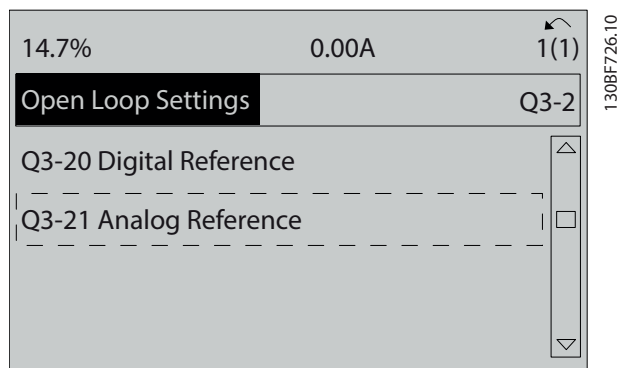 14.7% 0.00A 1(1)
Open Loop Settings Q3-2
Q3-20 Digital Reference
Q3-21 Analog Reference
130BF726.10